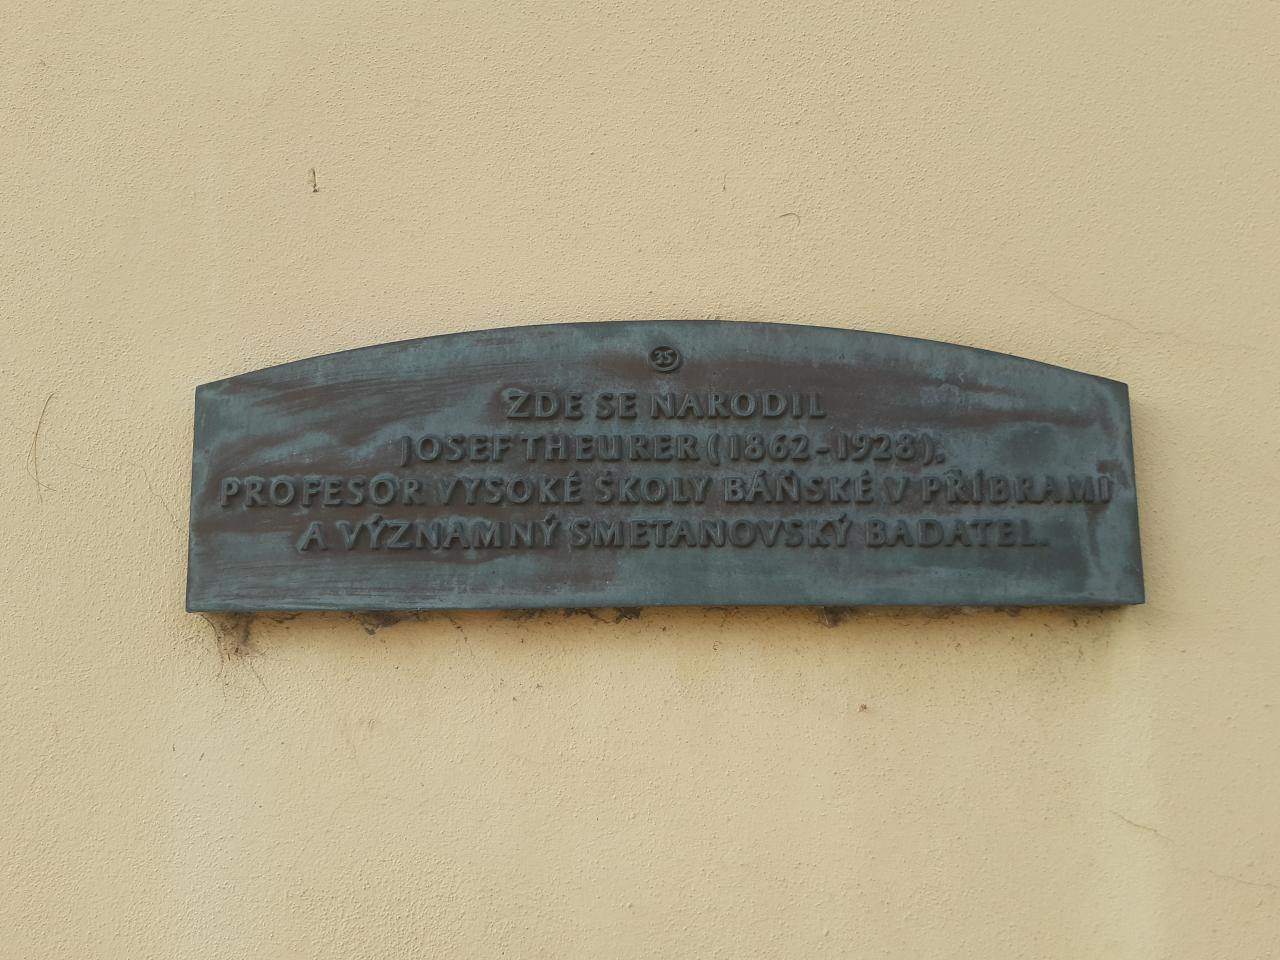 35
ZDE SE NARODIL
JOSEF THEURER (1862-1928),
PROFESOR VYSOKÉ ŠKOLY BÁŇSKÉ V PŘÍBRAMI
A VÝZNAMNÝ SMETANOVSKÝ BADATEL.